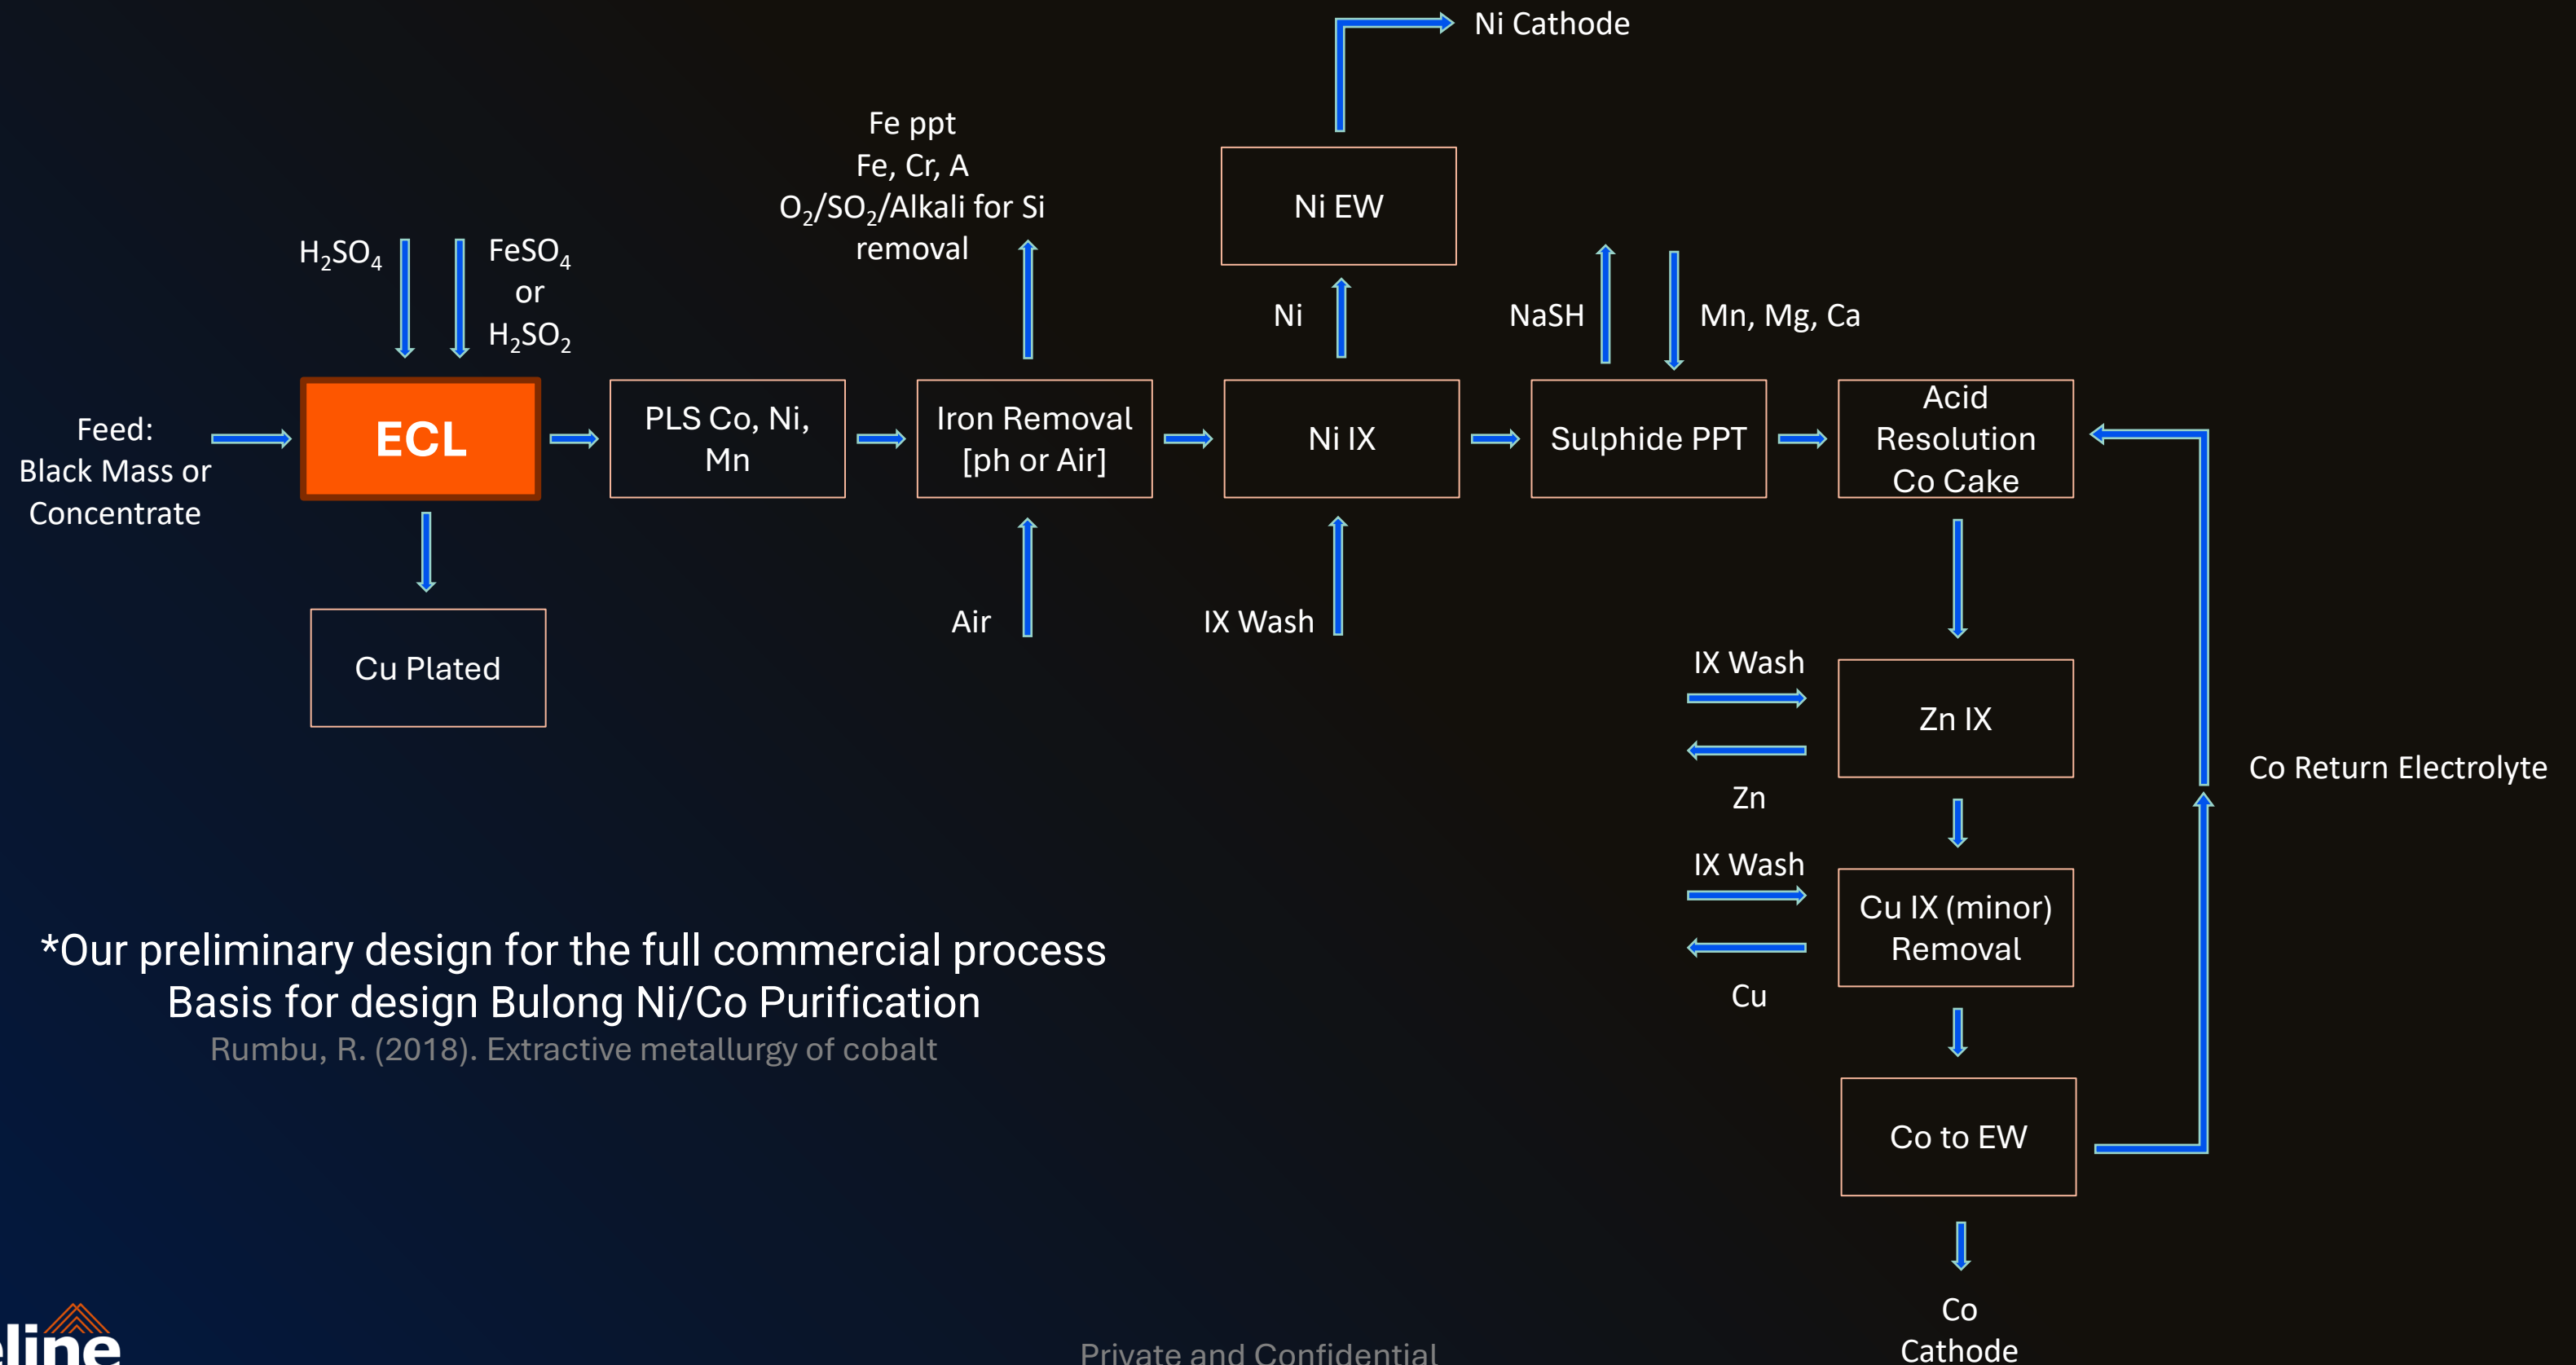 Ni Cathode
Fe ppt
Fe, Cr, A
O₂/SO₂/Alkali for Si
removal
Ni EW
H₂SO₄
FeSO₄
or
H₂SO₂
Ni
NaSH
Mn, Mg, Ca
Feed:
Black Mass or
Concentrate
ECL
PLS Co, Ni,
Mn
Iron Removal
[ph or Air]
Ni IX
Sulphide PPT
Acid
Resolution
Co Cake
Cu Plated
Air
IX Wash
IX Wash
Zn
Zn IX
Co Return Electrolyte
IX Wash
Cu
Cu IX (minor)
Removal
*Our preliminary design for the full commercial process
Basis for design Bulong Ni/Co Purification
Rumbu, R. (2018). Extractive metallurgy of cobalt
Co to EW
Co
Cathode
eline
Private and Confidential